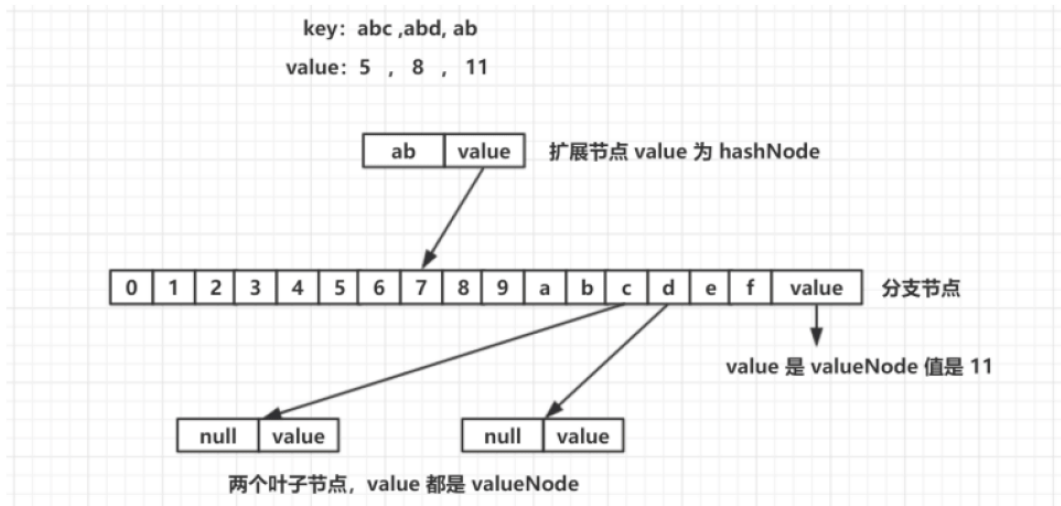 key: abc ,abd, ab
value: 5 , 8 , 11
ab value 扩展节点 value 为 hashNode
0 1 2 3 4 5 6 7 8 9 a b c d e f value 分支节点
value 是 valueNode 值是 11
null value null value
两个叶子节点，value 都是 valueNode